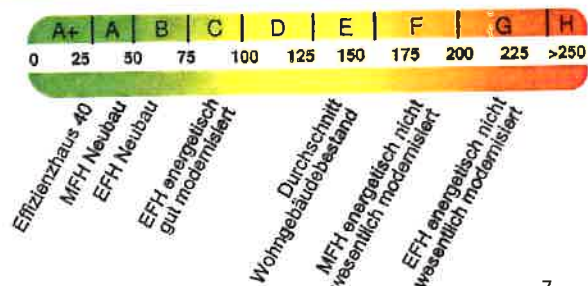 A+ A B C D E F G H
0 25 50 75 100 125 150 175 200 225 >250
Effizienzhaus 40
MFH Neubau
EFH Neubau
EFH energetisch
gut modernisiert
Durchschnitt
Wohngebäudebestand
MFH energetisch nicht
wesentlich modernisiert
EFH energetisch nicht
wesentlich modernisiert
7